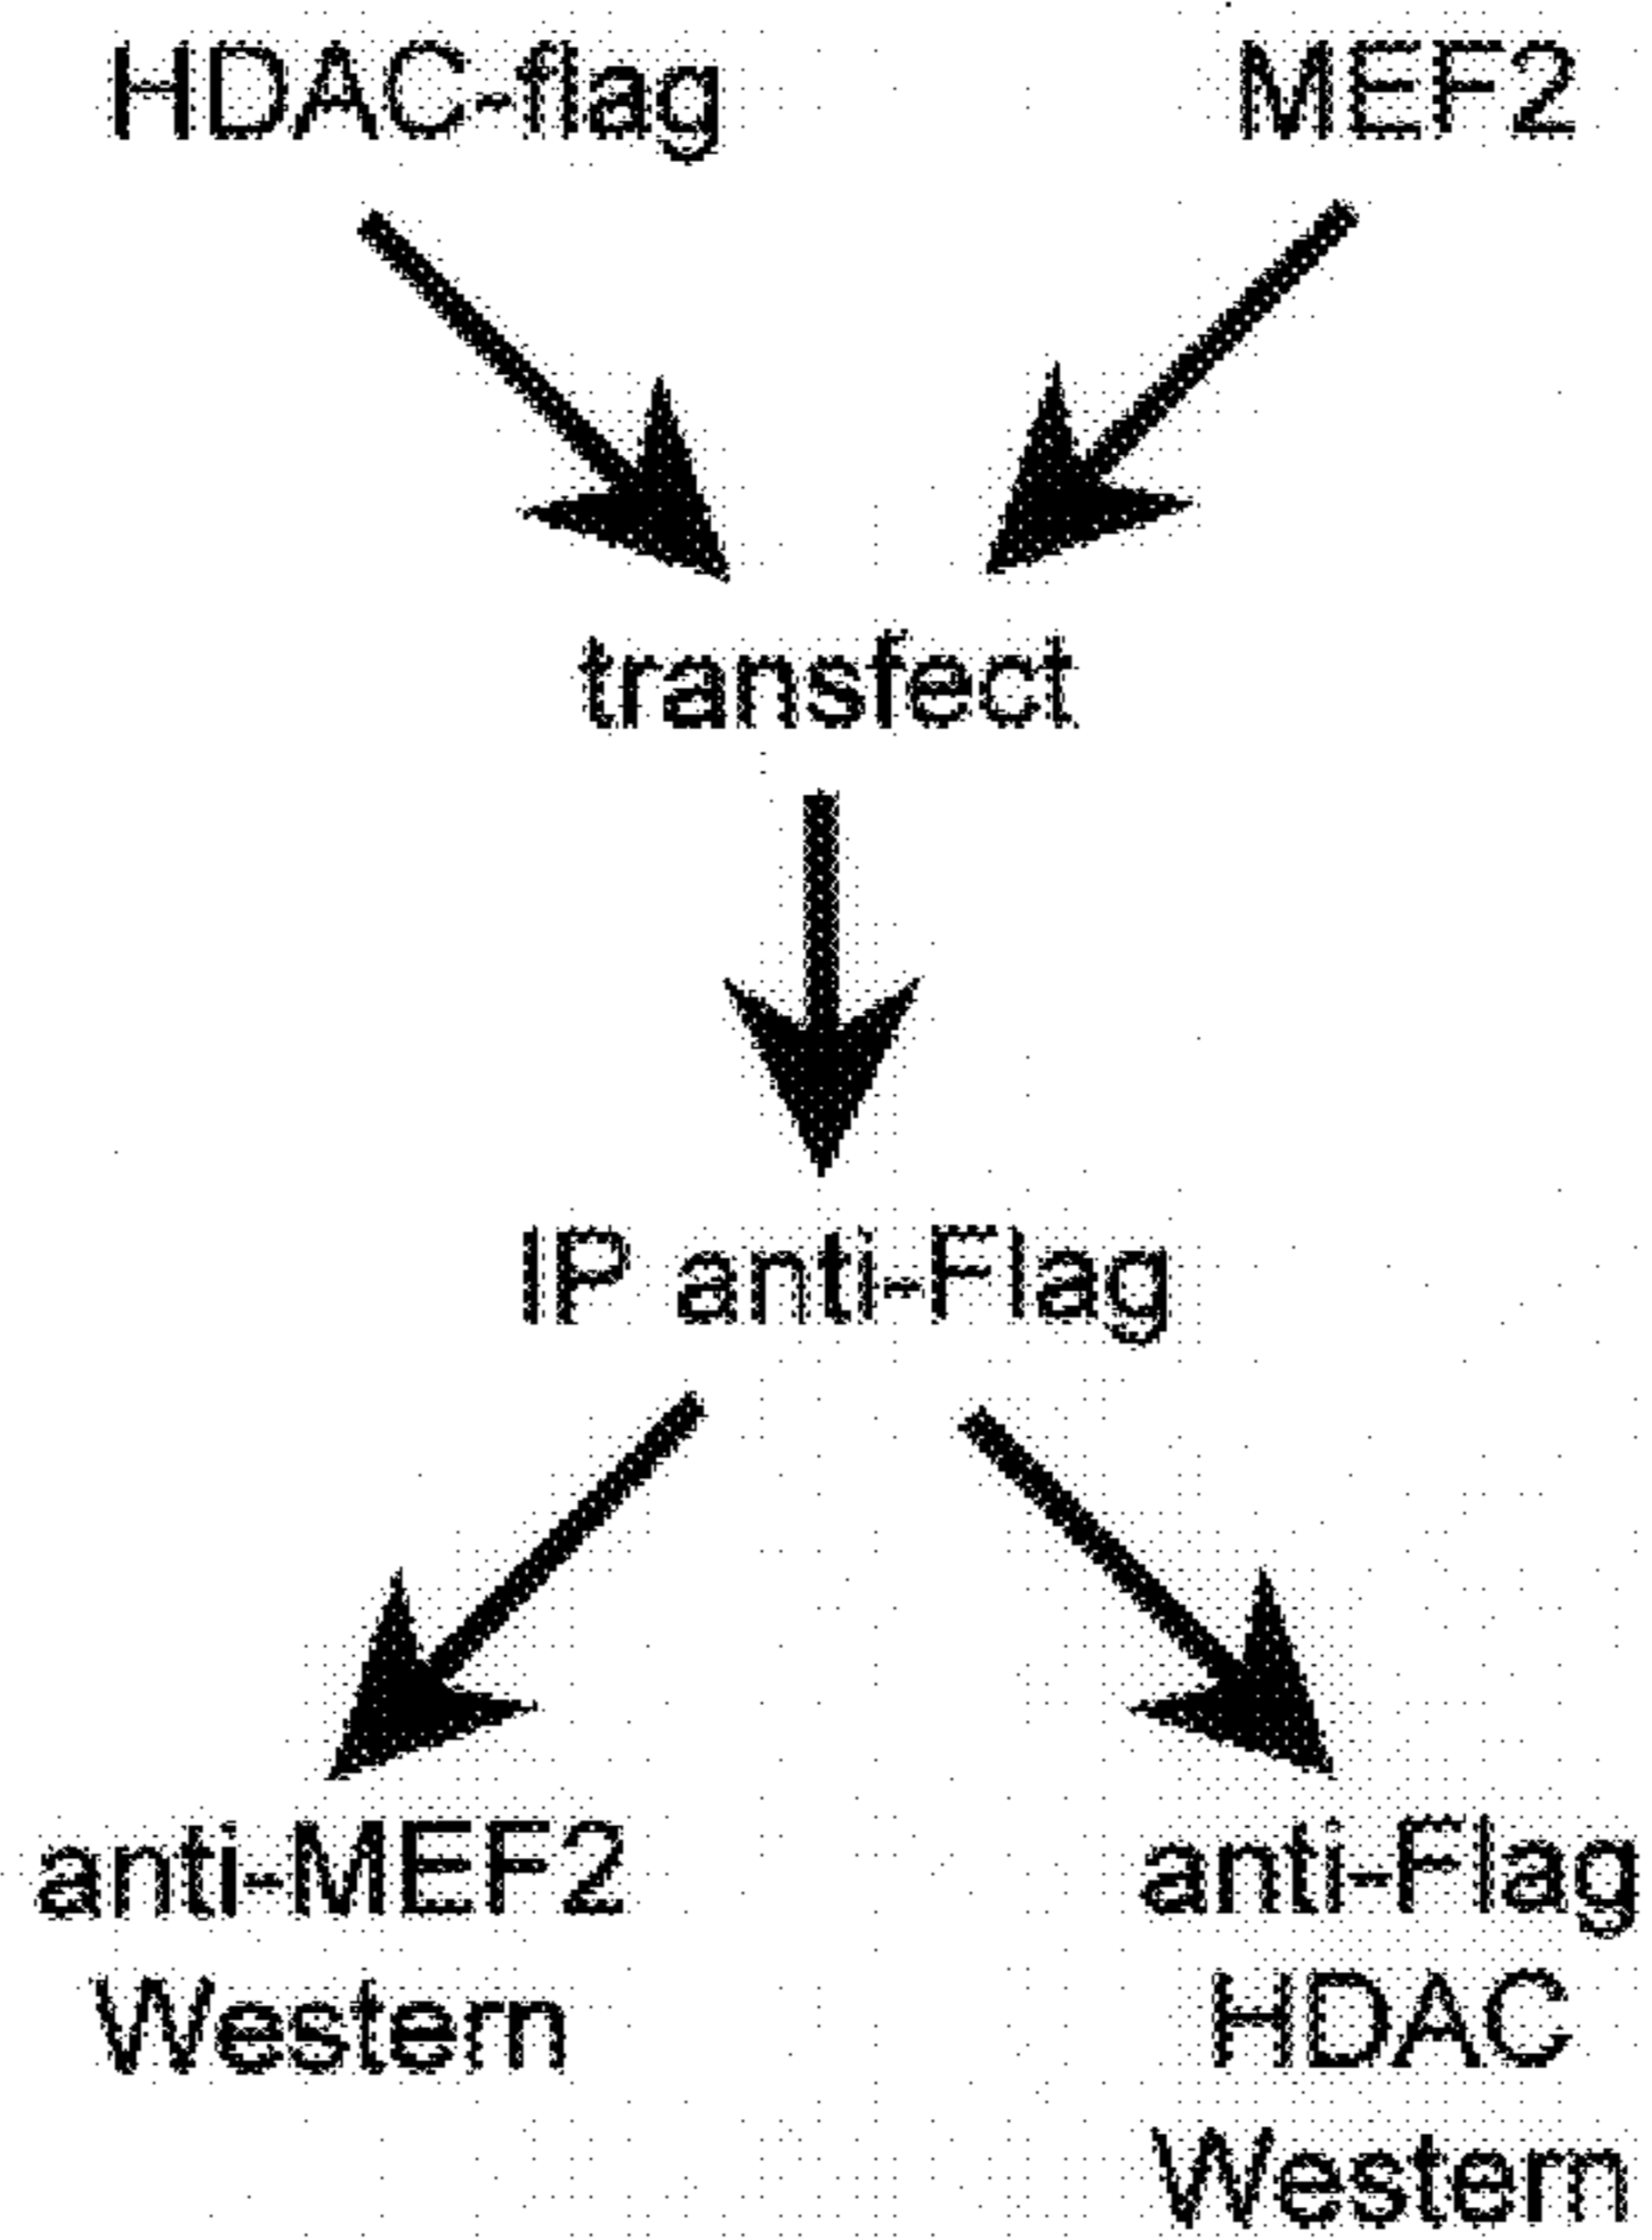 HDAC-flag MEF2
transfect
IP anti-Flag
anti-MEF2
Western
anti-Flag
HDAC
Western